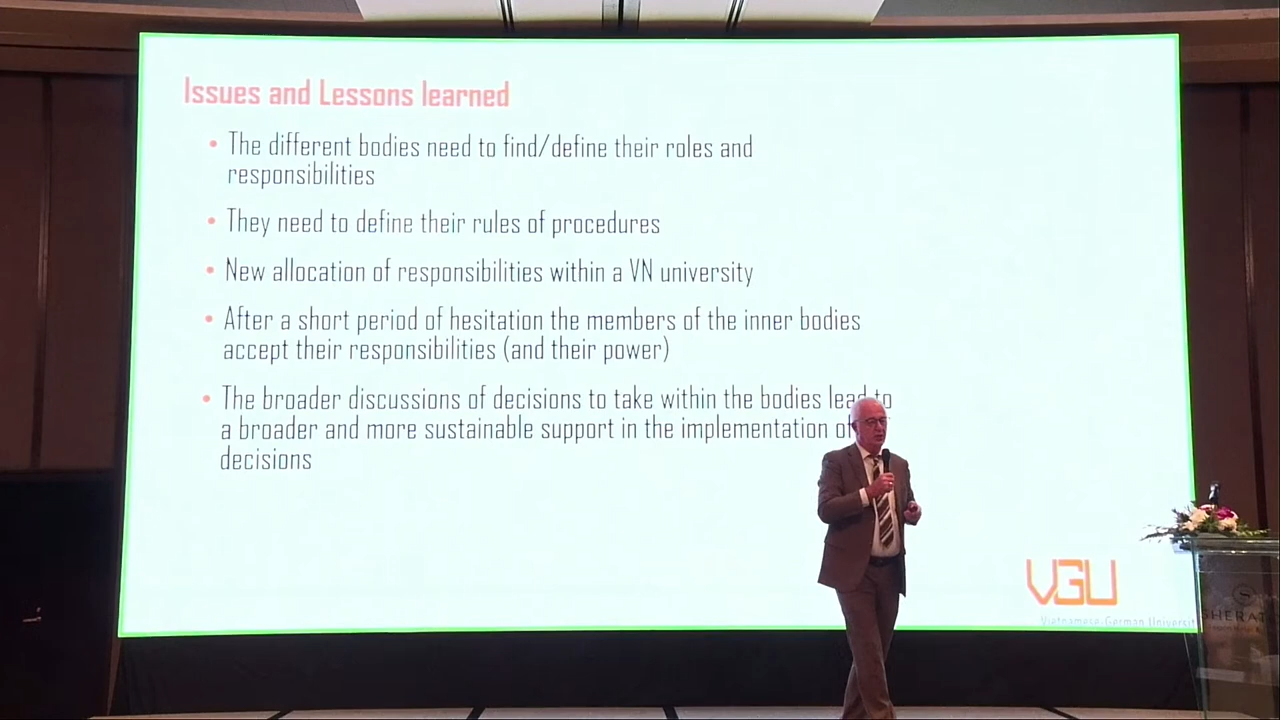 Issues and Lessons learned
• The different bodies need to find/define their roles and
responsibilities
• They need to define their rules of procedures
• New allocation of responsibilities within a VN university
• After a short period of hesitation the members of the inner bodies
accept their responsibilities (and their power)
• The broader discussions of decisions to take within the bodies lead to
a broader and more sustainable support in the implementation of
decisions
VGU
Vietnamese-German Universit
SHERAT